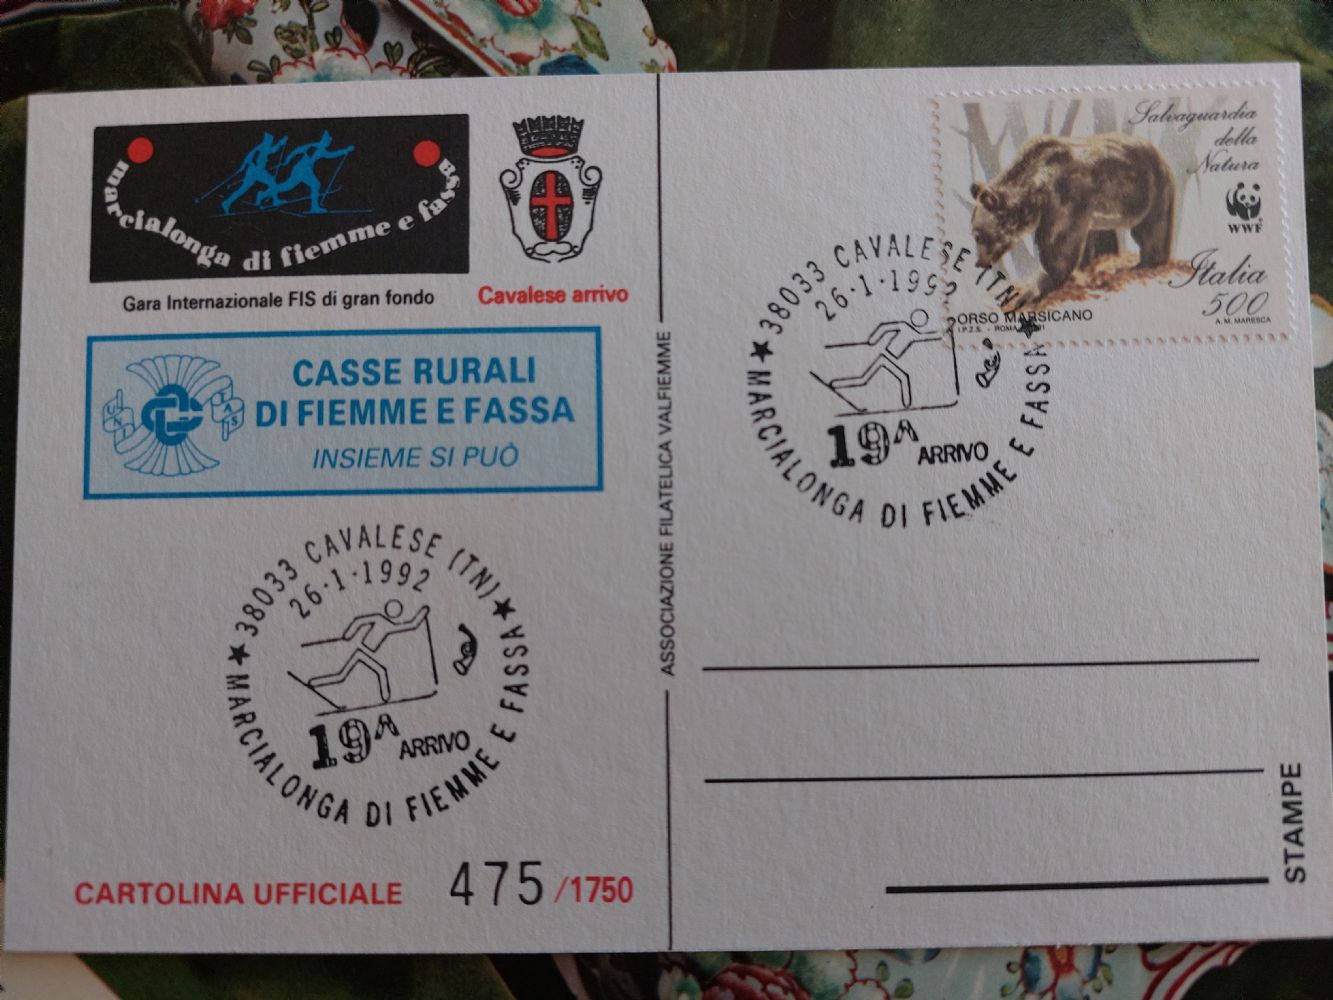 marcialonga di fiemme e fassa
Gara Internazionale FIS di gran fondo
Cavalese arrivo
CASSE RURALI
DI FIEMME E FASSA
INSIEME SI PUÒ
UNI
TAS
38033 CAVALESE (TN)
26·1·1992
19A ARRIVO
★ MARCIALONGA DI FIEMME E FASSA ★
CARTOLINA UFFICIALE 475 /1750
ASSOCIAZIONE FILATELICA VALFIEMME
Salvaguardia
della
Natura
WWF
Italia
500
A. M. MARESCA
ORSO MARSICANO
I.P.Z.S. - ROMA
38033 CAVALESE (TN)
26·1·1992
19A ARRIVO
★ MARCIALONGA DI FIEMME E FASSA ★
STAMPE